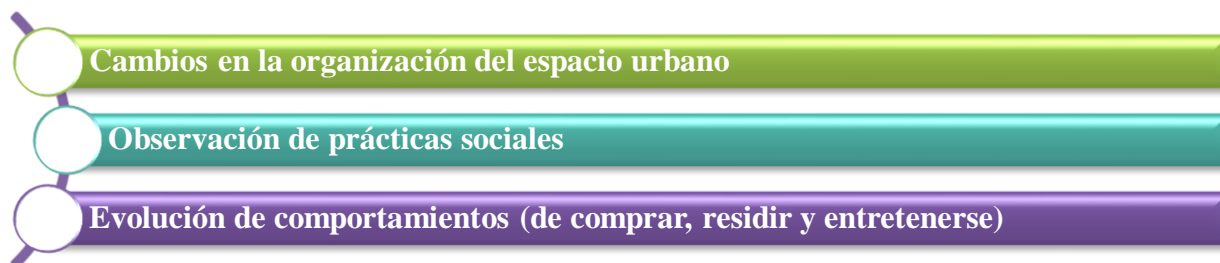 Cambios en la organización del espacio urbano
Observación de prácticas sociales
Evolución de comportamientos (de comprar, residir y entretenerse)